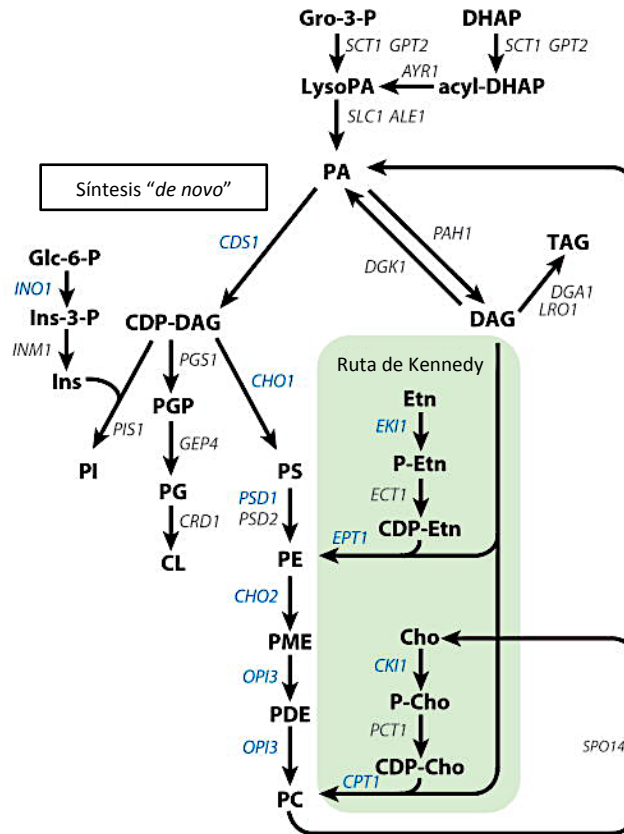 Gro-3-P DHAP
SCT1 GPT2 SCT1 GPT2
AYR1
LysoPA acyl-DHAP
SLC1 ALE1
PA
Síntesis “de novo”
CDS1
PAH1
DGK1
TAG
Glc-6-P
INO1
DGA1
LRO1
Ins-3-P
CDP-DAG
DAG
INM1
PGS1
CHO1
Ruta de Kennedy
Ins
PGP
Etn
PIS1
EKI1
GEP4
PI
PS
P-Etn
PG
PSD1
PSD2
ECT1
CRD1
CDP-Etn
CL
PE
EPT1
CHO2
PME
Cho
OPI3
CKI1
PDE
P-Cho
OPI3
PCT1
SPO14
CDP-Cho
CPT1
PC